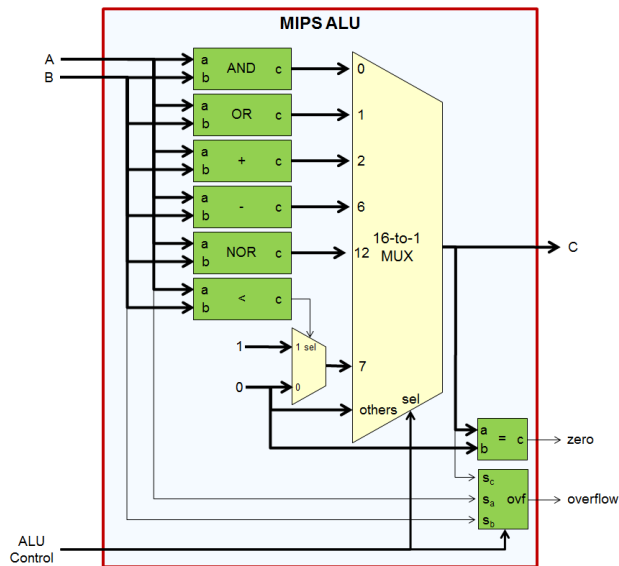 MIPS ALU
A
B
a AND c
b
0
a OR c
b
1
a + c
b
2
a - c
b
6
a NOR c
b
12
16-to-1
MUX
C
a < c
b
1
1 sel
0
0
7
others
sel
a = c
b
zero
sc
sa ovf
sb
overflow
ALU
Control